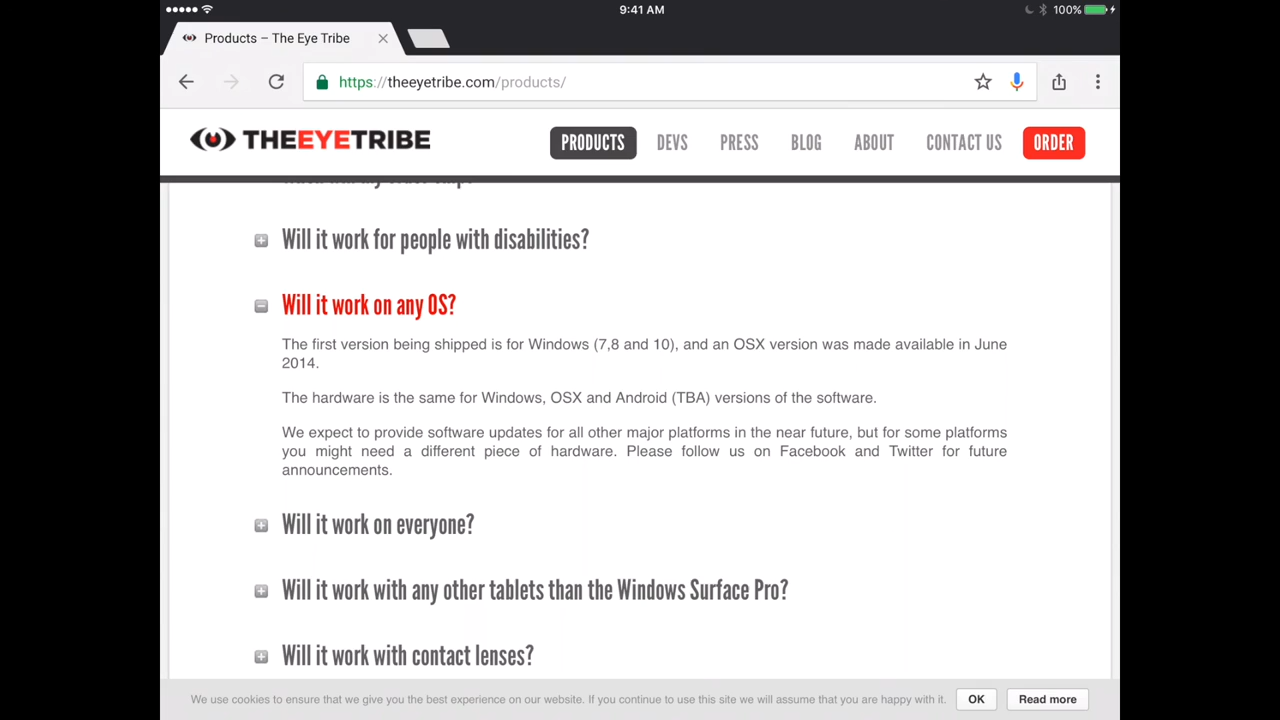 9:41 AM
100%
Products – The Eye Tribe
https://theeyetribe.com/products/
THEEYETRIBE
PRODUCTS DEVS PRESS BLOG ABOUT CONTACT US ORDER
Will it work for people with disabilities?
Will it work on any OS?
The first version being shipped is for Windows (7,8 and 10), and an OSX version was made available in June
2014.
The hardware is the same for Windows, OSX and Android (TBA) versions of the software.
We expect to provide software updates for all other major platforms in the near future, but for some platforms
you might need a different piece of hardware. Please follow us on Facebook and Twitter for future
announcements.
Will it work on everyone?
Will it work with any other tablets than the Windows Surface Pro?
Will it work with contact lenses?
We use cookies to ensure that we give you the best experience on our website. If you continue to use this site we will assume that you are happy with it. OK Read more